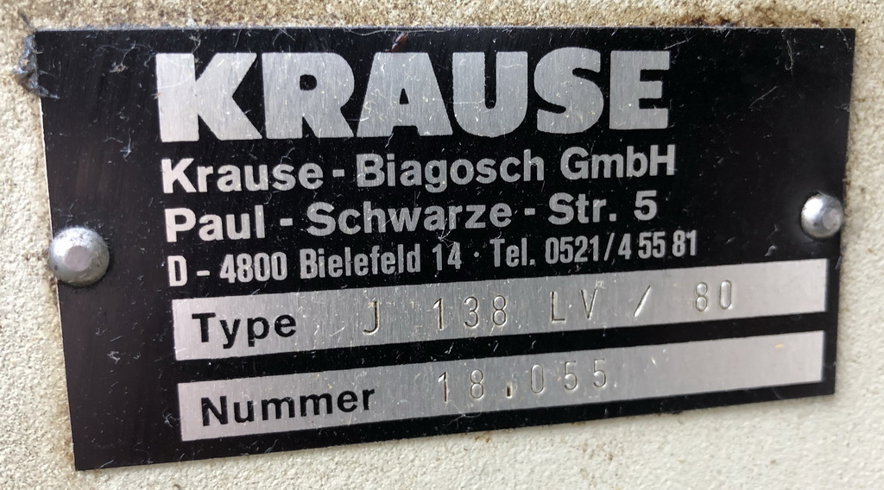 KRAUSE
Krause - Biagosch GmbH
Paul - Schwarze - Str. 5
D - 4800 Bielefeld 14 · Tel. 0521/4 55 81
Type J 138 LV / 80
Nummer 18.055